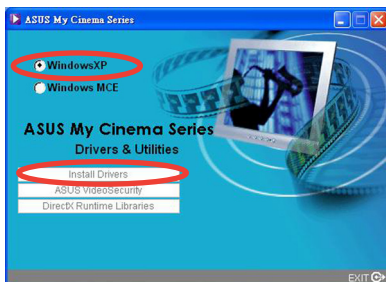 ASUS My Cinema Series
WindowsXP
Windows MCE
ASUS My Cinema Series
Drivers & Utilities
Install Drivers
ASUS VideoSecurity
DirectX Runtime Libraries
EXIT